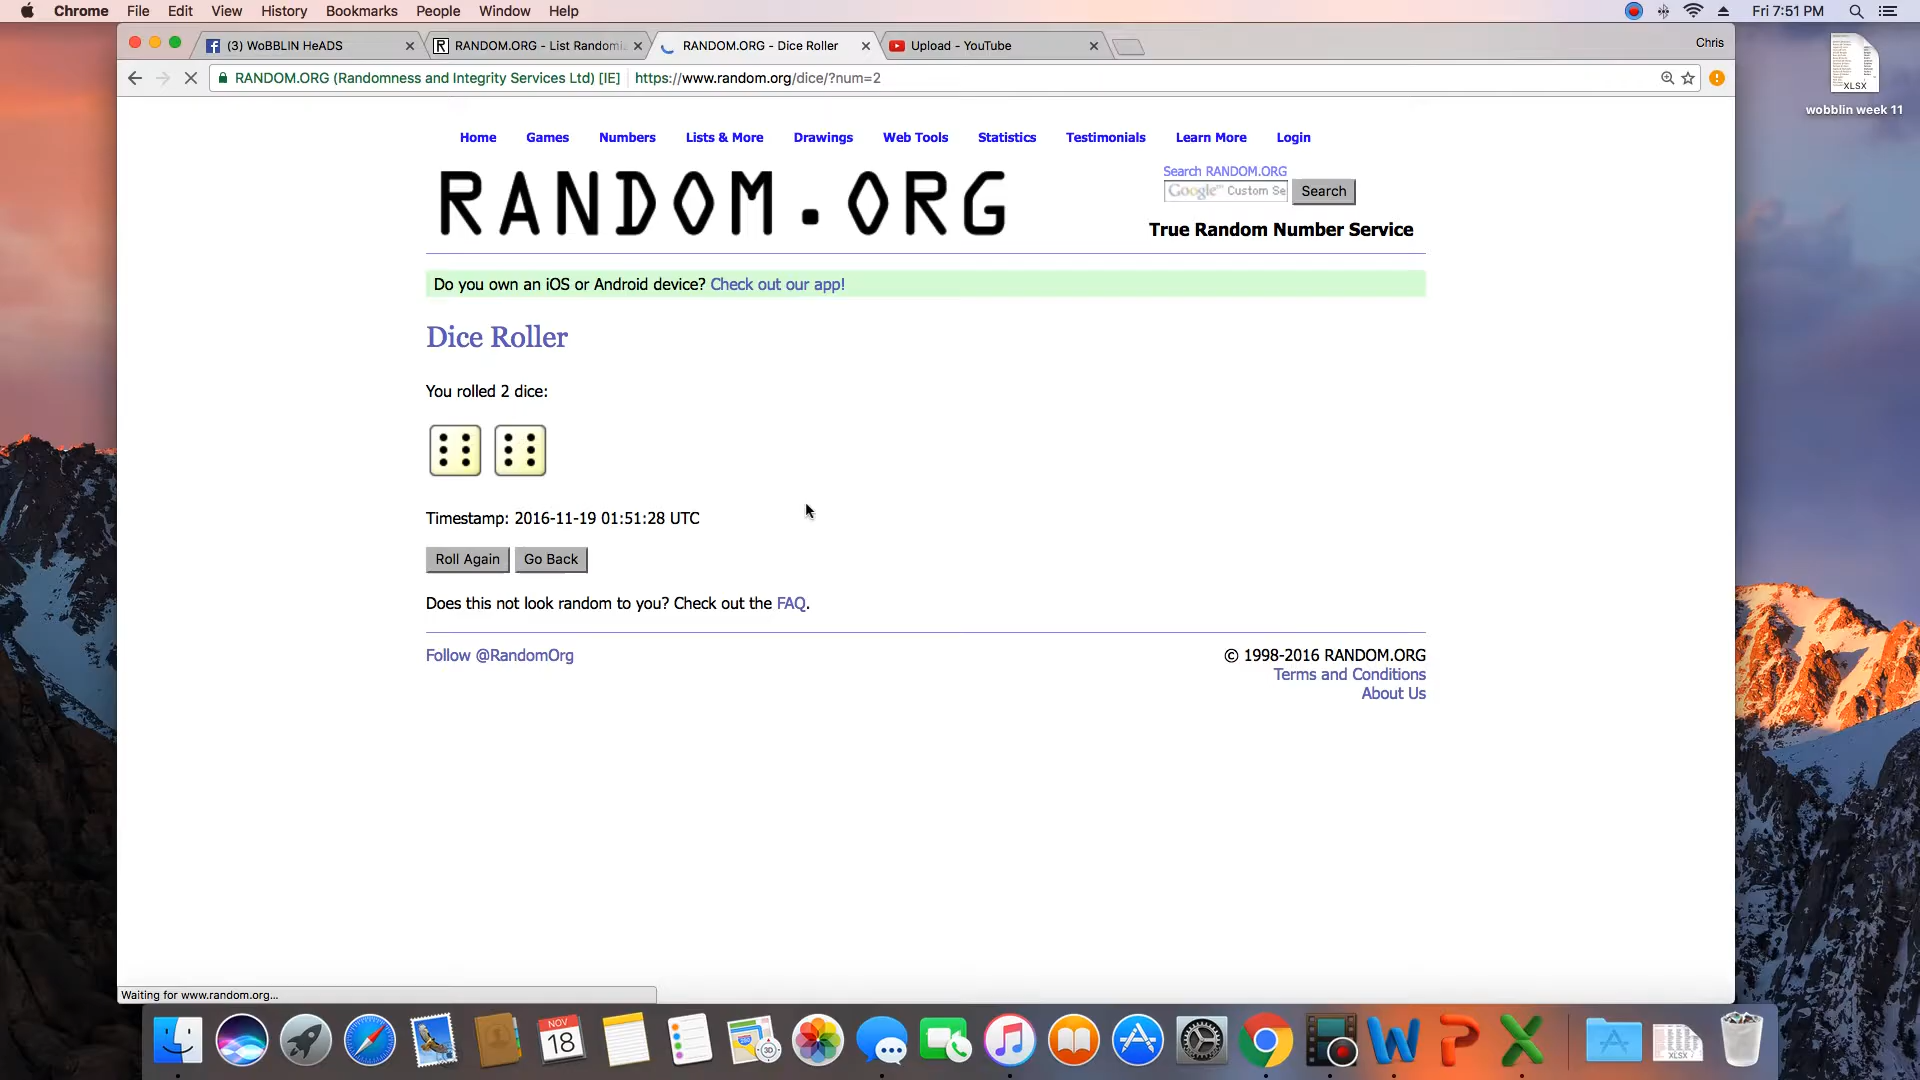 Chrome File Edit View History Bookmarks People Window Help Fri 7:51 PM
(3) WoBBLIN HeADS RANDOM.ORG - List Randomi RANDOM.ORG - Dice Roller Upload - YouTube Chris
RANDOM.ORG (Randomness and Integrity Services Ltd) [IE] https://www.random.org/dice/?num=2
XLSX
wobblin week 11
Home Games Numbers Lists & More Drawings Web Tools Statistics Testimonials Learn More Login
RANDOM.ORG
Search RANDOM.ORG
Google™ Custom Se Search
True Random Number Service
Do you own an iOS or Android device? Check out our app!
Dice Roller
You rolled 2 dice:
Timestamp: 2016-11-19 01:51:28 UTC
Roll Again Go Back
Does this not look random to you? Check out the FAQ.
Follow @RandomOrg © 1998-2016 RANDOM.ORG
Terms and Conditions
About Us
Waiting for www.random.org...
NOV
18
3D
XLSX